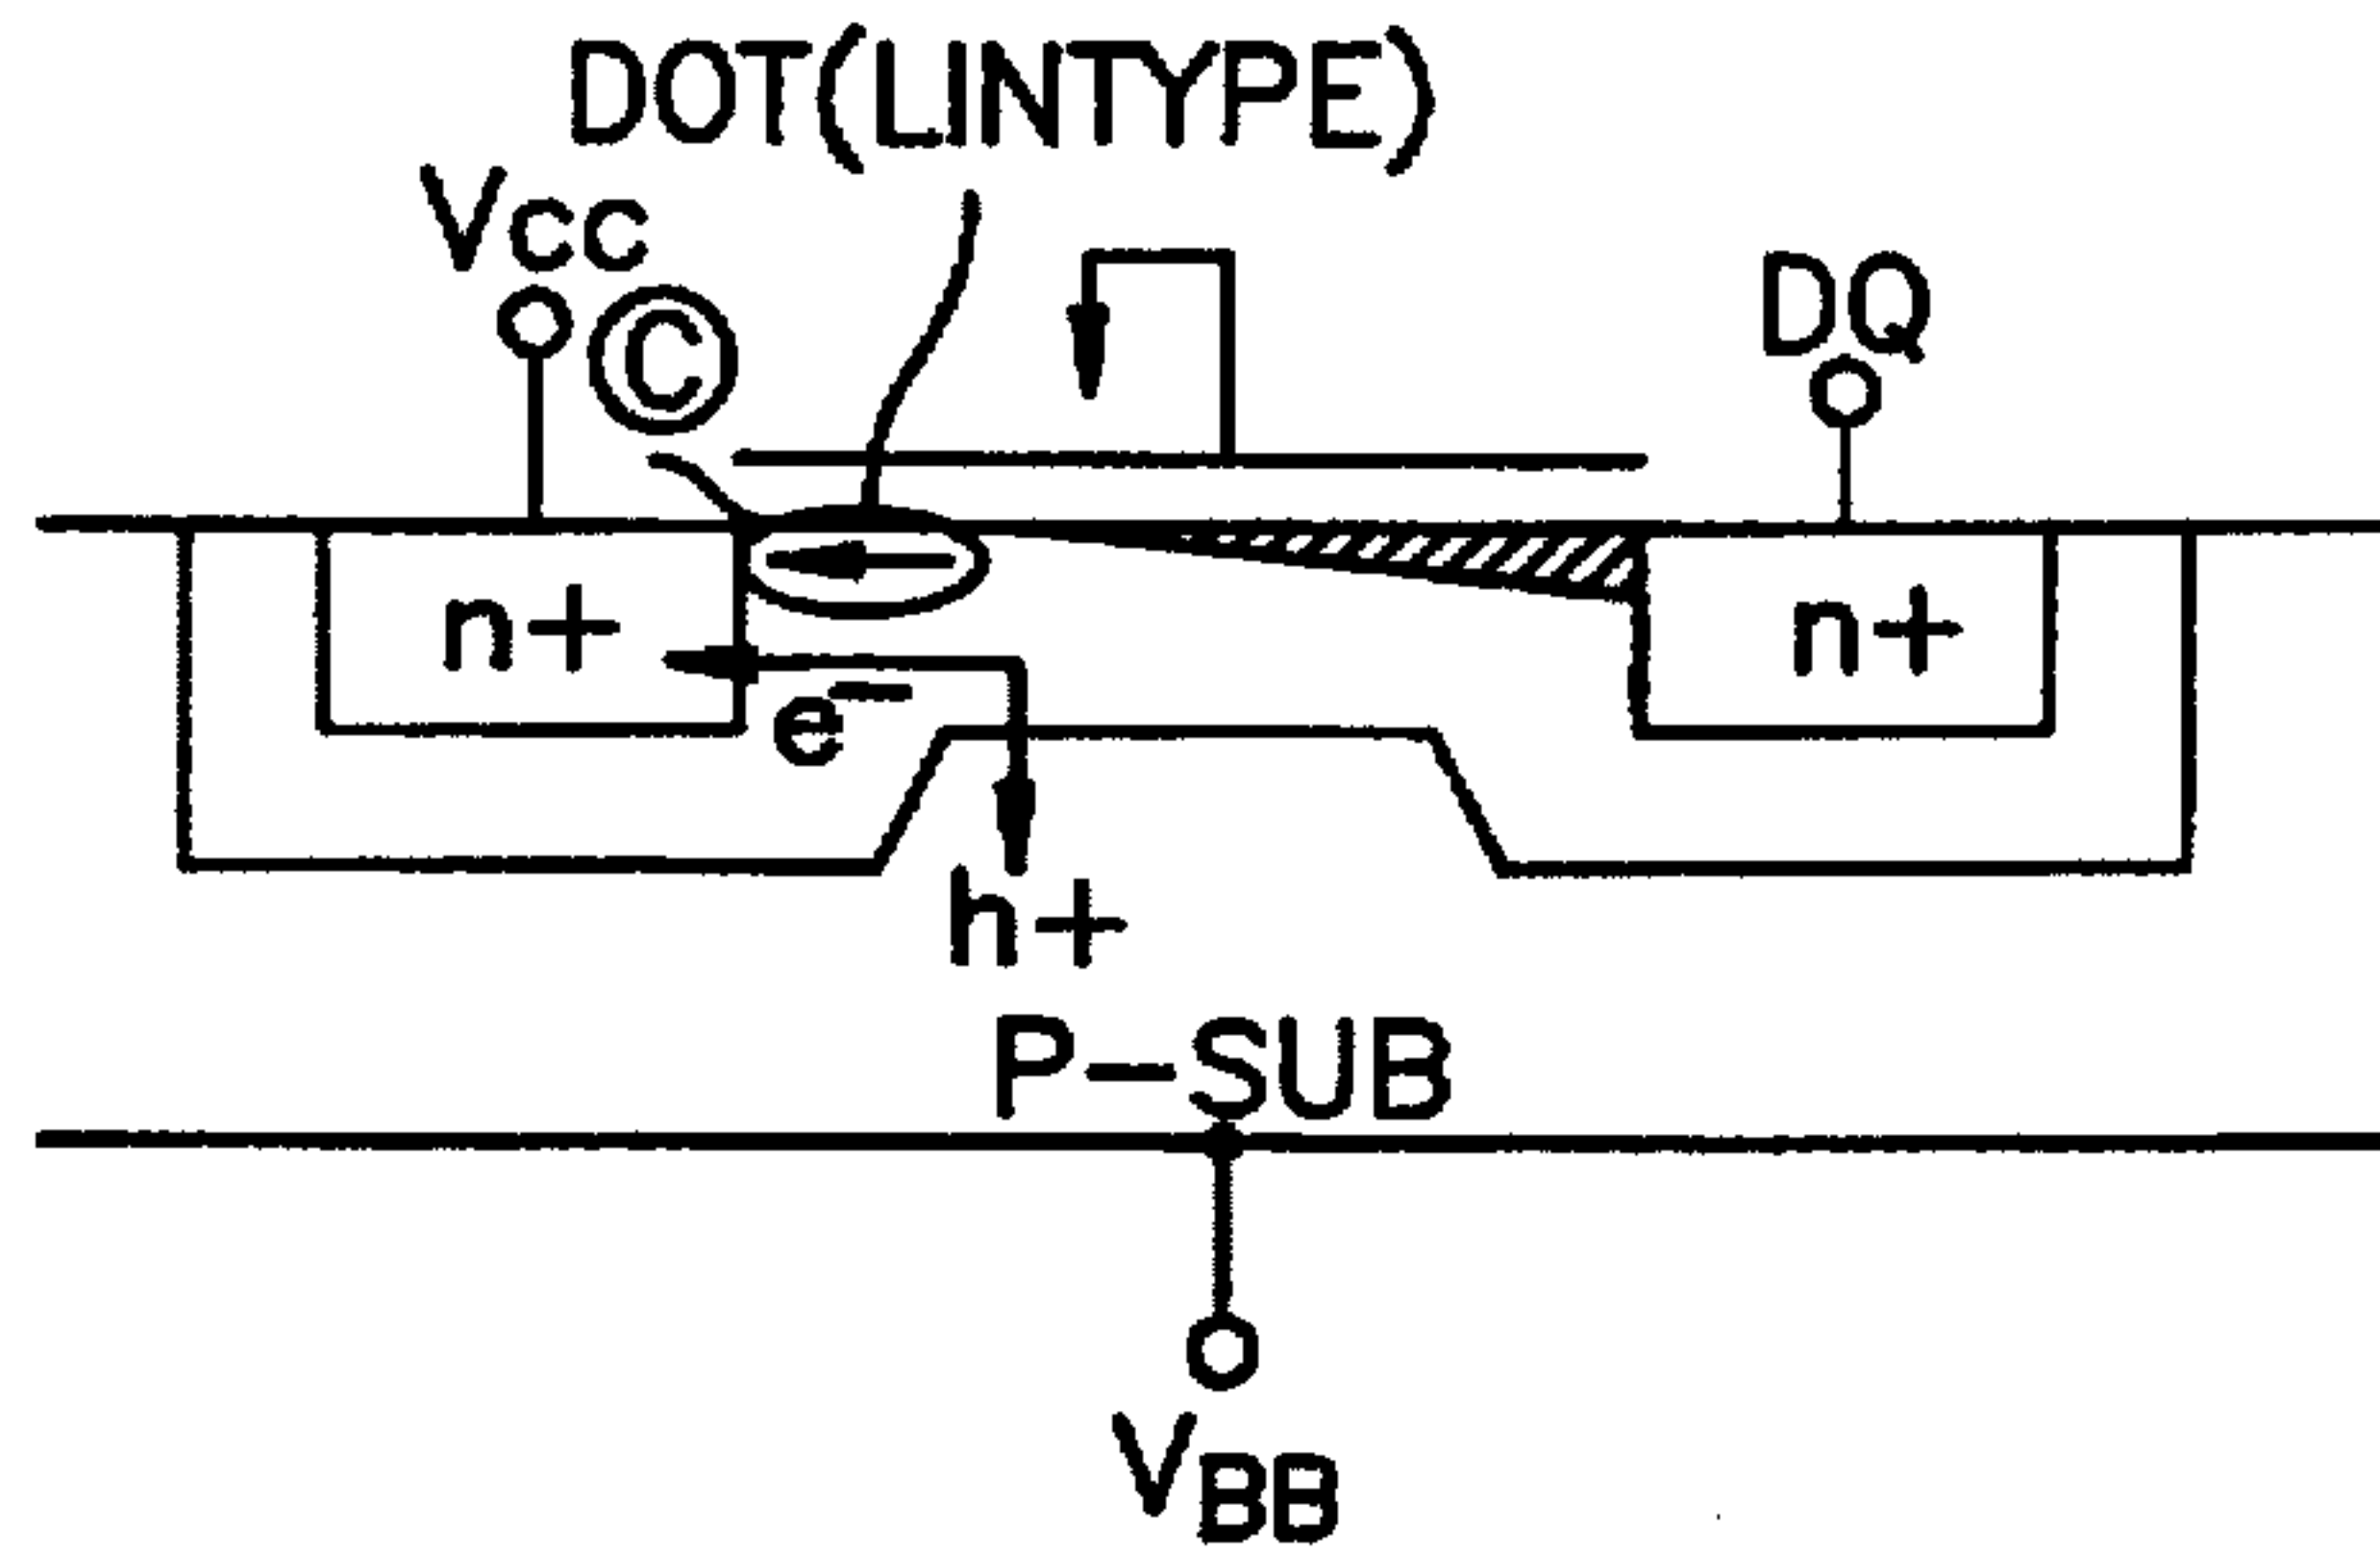 DOT(LINTYPE)
Vcc
©
DQ
n+
n+
e⁻
h+
P-SUB
VBB